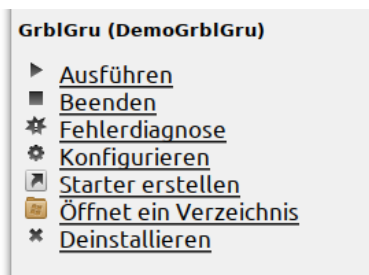 GrblGru (DemoGrblGru)
Ausführen
Beenden
Fehlerdiagnose
Konfigurieren
Starter erstellen
Öffnet ein Verzeichnis
Deinstallieren